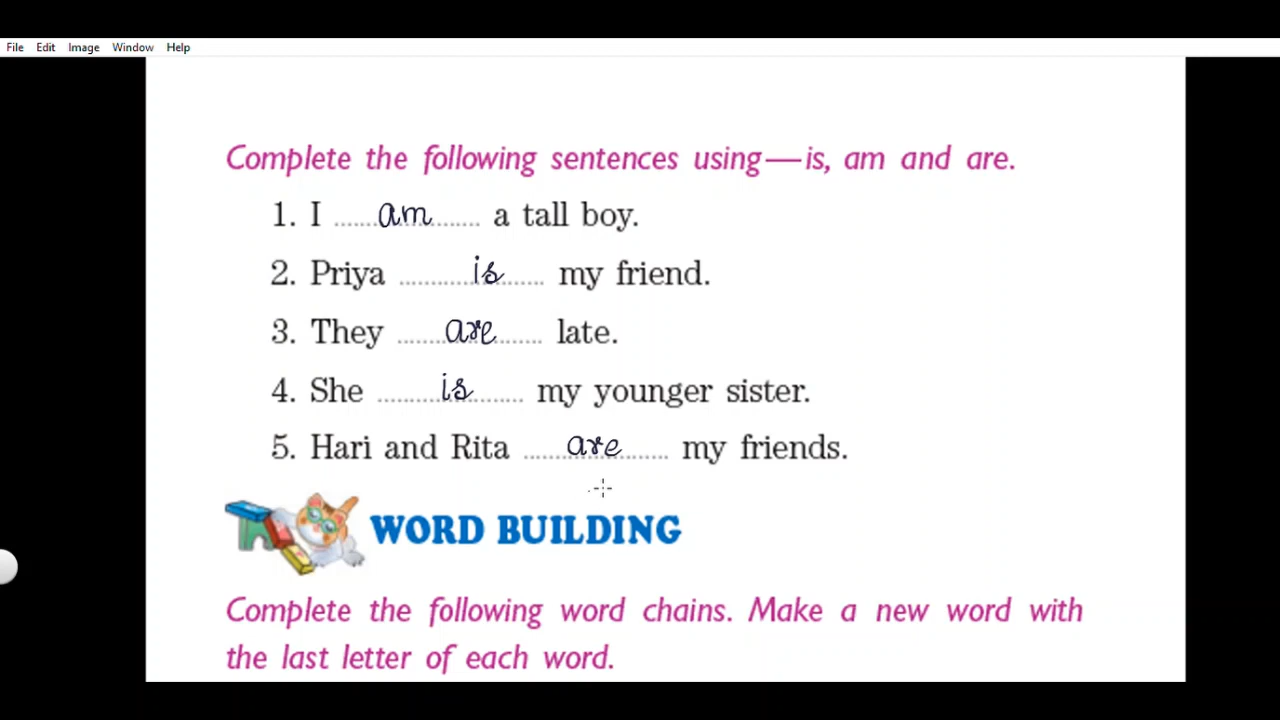 File Edit Image Window Help
Complete the following sentences using—is, am and are.
1. I .......am........ a tall boy.
2. Priya ............is....... my friend.
3. They ........are........ late.
4. She ..........is......... my younger sister.
5. Hari and Rita .......are........ my friends.
WORD BUILDING
Complete the following word chains. Make a new word with
the last letter of each word.